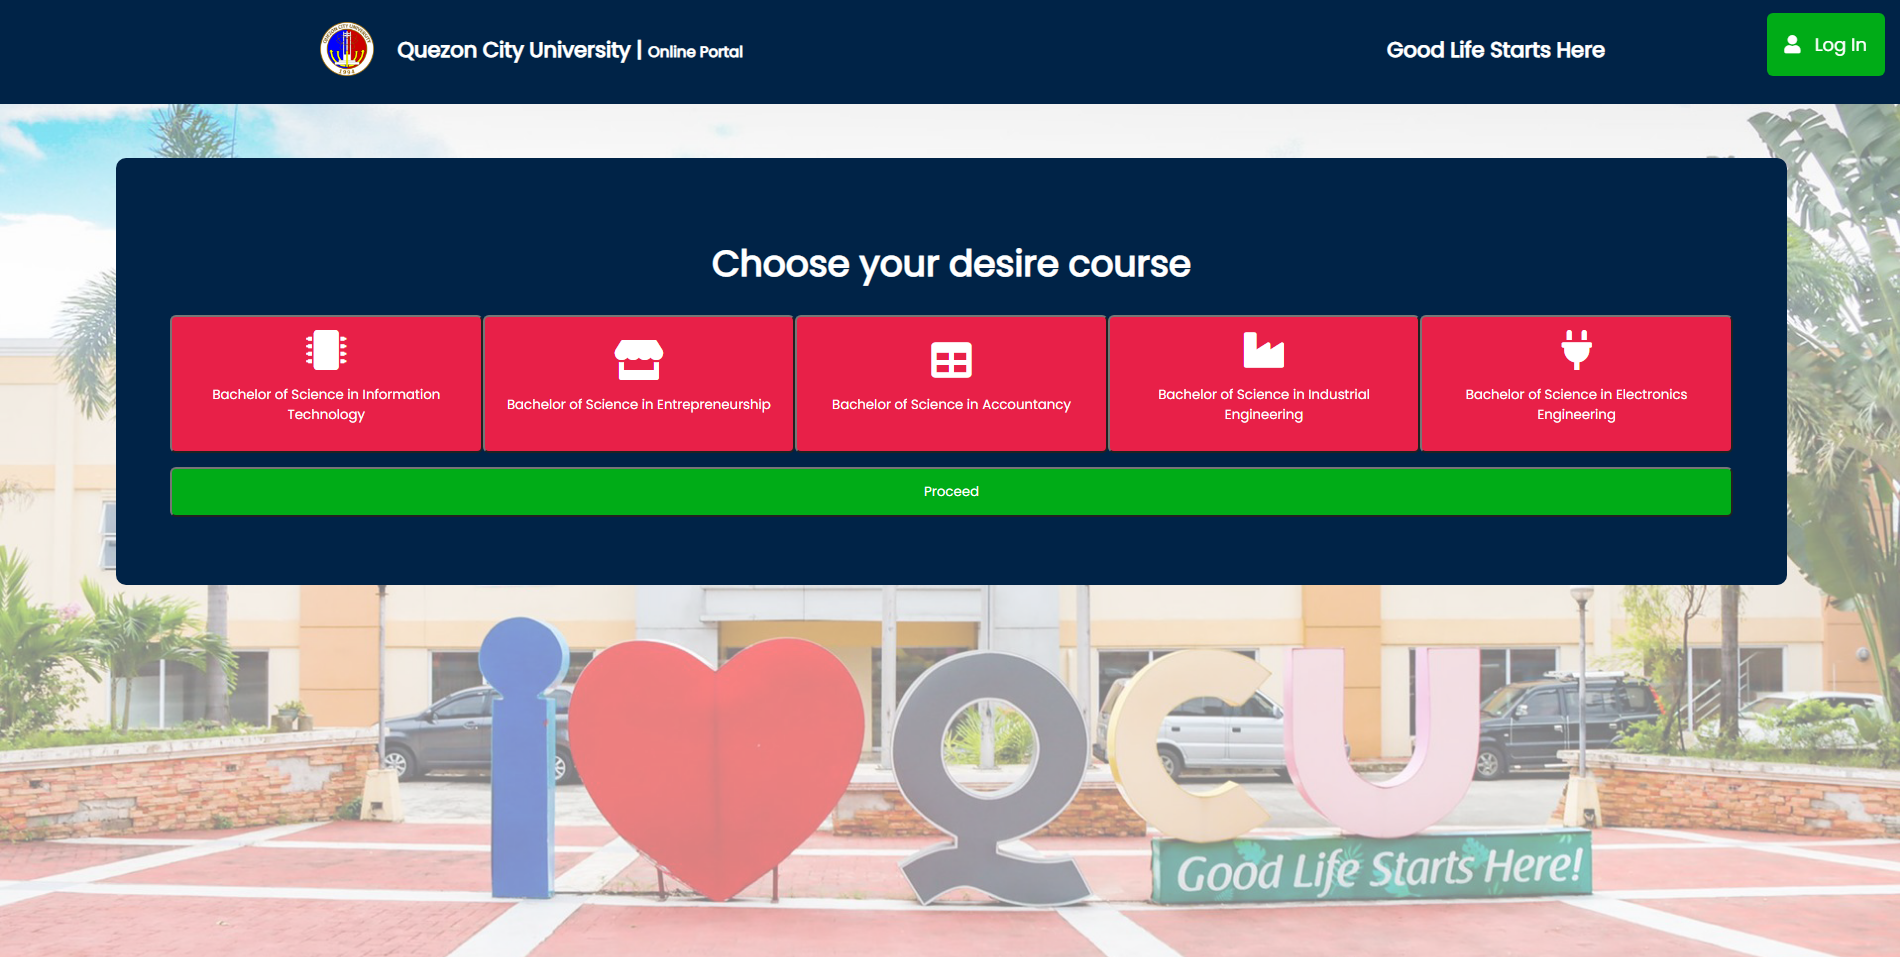 Quezon City University | Online Portal
Good Life Starts Here
Log In
Choose your desire course
Bachelor of Science in Information
Technology
Bachelor of Science in Entrepreneurship
Bachelor of Science in Accountancy
Bachelor of Science in Industrial
Engineering
Bachelor of Science in Electronics
Engineering
Proceed
i QCU
Good Life Starts Here!